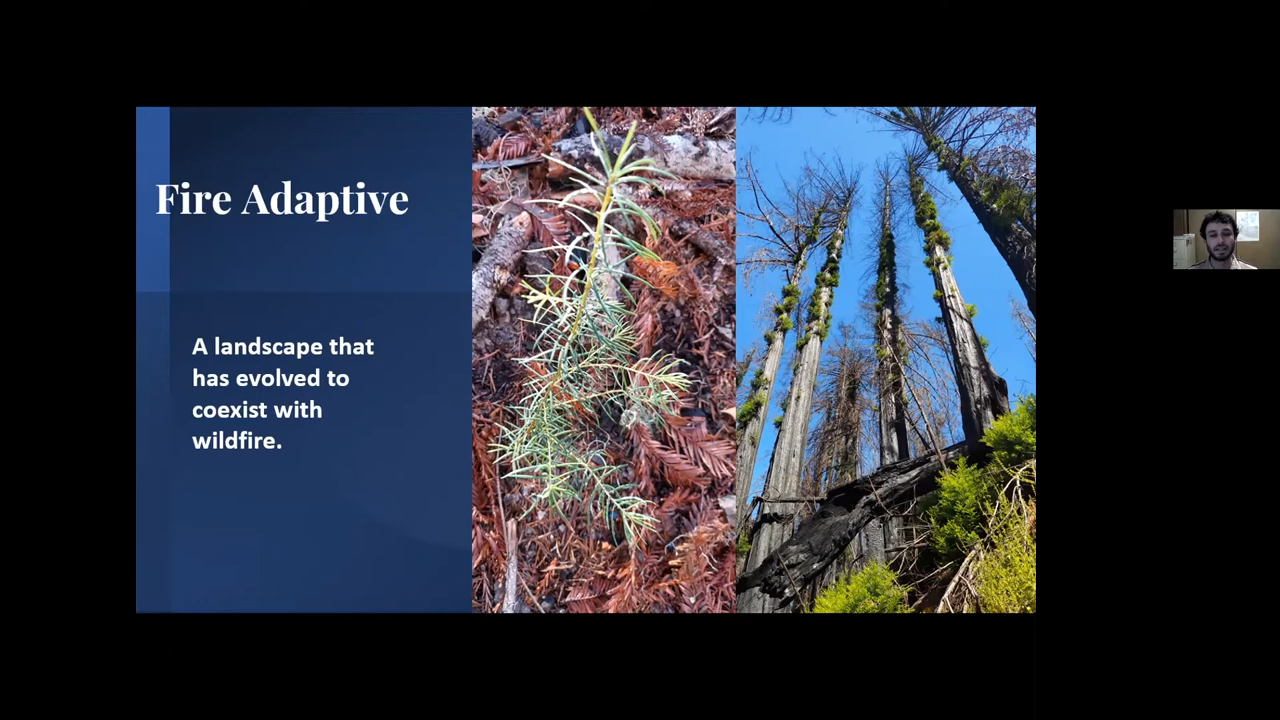 Fire Adaptive
A landscape that
has evolved to
coexist with
wildfire.